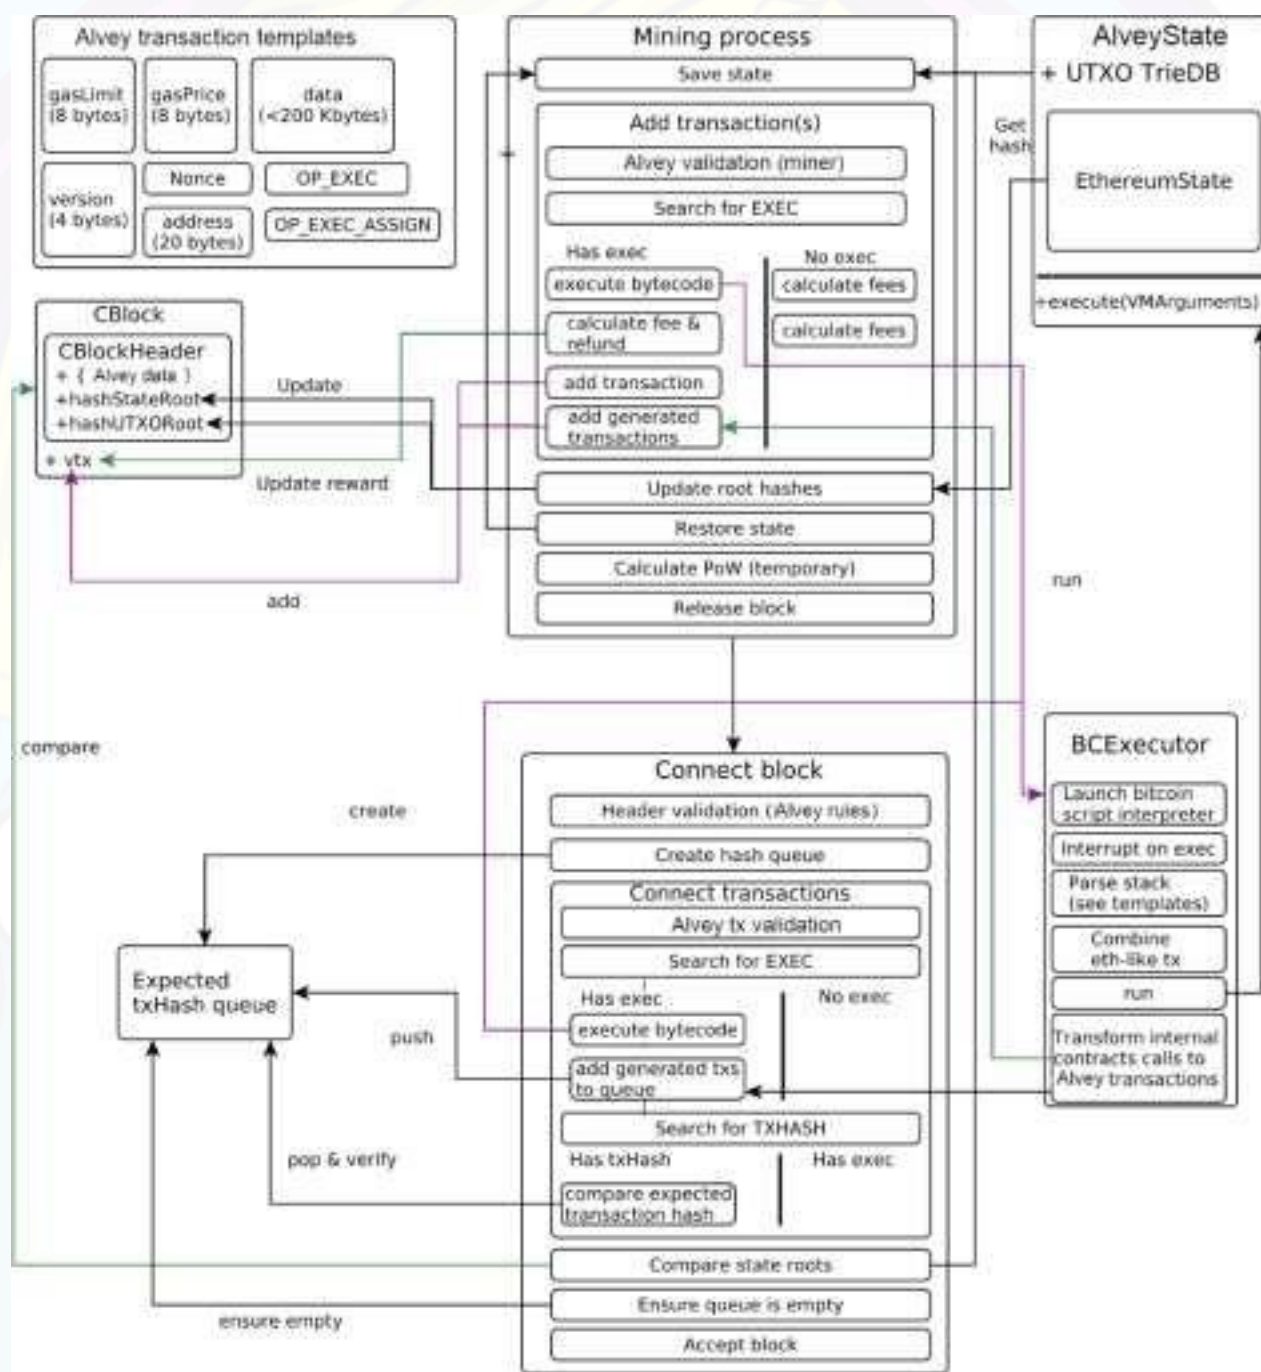 Alvey transaction templates
gasLimit
(8 bytes)
gasPrice
(8 bytes)
data
(<200 Kbytes)
version
(4 bytes)
Nonce
OP_EXEC
address
(20 bytes)
OP_EXEC_ASSIGN
CBlock
CBlockHeader
+ { Alvey data }
+hashStateRoot
+hashUTXORoot
+ vtx
Update
Update reward
add
Mining process
Save state
Add transaction(s)
Alvey validation (miner)
Search for EXEC
Has exec
No exec
execute bytecode
calculate fees
calculate fee &
refund
calculate fees
add transaction
add generated
transactions
Update root hashes
Restore state
Calculate PoW (temporary)
Release block
AlveyState
+ UTXO TrieDB
Get
hash
EthereumState
+execute(VMArguments)
run
compare
create
Connect block
Header validation (Alvey rules)
Create hash queue
Connect transactions
Alvey tx validation
Search for EXEC
Has exec
No exec
execute bytecode
add generated txs
to queue
Search for TXHASH
Has txHash
Has exec
compare expected
transaction hash
Compare state roots
Ensure queue is empty
Accept block
Expected
txHash queue
push
pop & verify
ensure empty
BCExecutor
Launch bitcoin
script interpreter
Interrupt on exec
Parse stack
(see templates)
Combine
eth-like tx
run
Transform internal
contracts calls to
Alvey transactions